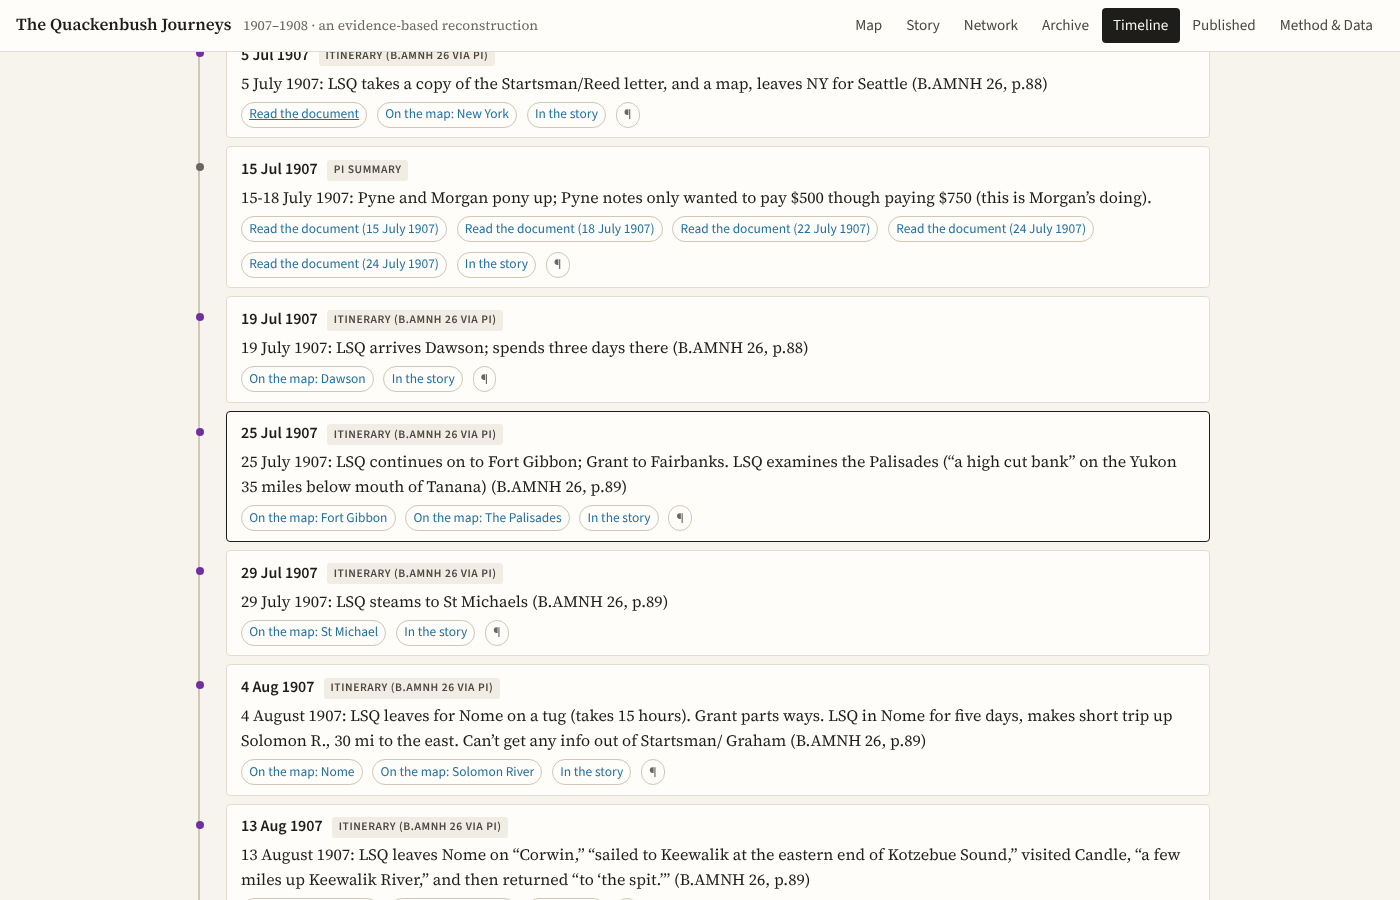 The Quackenbush Journeys 1907–1908 · an evidence-based reconstruction Map Story Network Archive Timeline Published Method & Data
5 Jul 1907 ITINERARY (B.AMNH 26 VIA PI)
5 July 1907: LSQ takes a copy of the Startsman/Reed letter, and a map, leaves NY for Seattle (B.AMNH 26, p.88)
Read the document On the map: New York In the story ¶
15 Jul 1907 PI SUMMARY
15-18 July 1907: Pyne and Morgan pony up; Pyne notes only wanted to pay $500 though paying $750 (this is Morgan’s doing).
Read the document (15 July 1907) Read the document (18 July 1907) Read the document (22 July 1907) Read the document (24 July 1907)
Read the document (24 July 1907) In the story ¶
19 Jul 1907 ITINERARY (B.AMNH 26 VIA PI)
19 July 1907: LSQ arrives Dawson; spends three days there (B.AMNH 26, p.88)
On the map: Dawson In the story ¶
25 Jul 1907 ITINERARY (B.AMNH 26 VIA PI)
25 July 1907: LSQ continues on to Fort Gibbon; Grant to Fairbanks. LSQ examines the Palisades (“a high cut bank” on the Yukon
35 miles below mouth of Tanana) (B.AMNH 26, p.89)
On the map: Fort Gibbon On the map: The Palisades In the story ¶
29 Jul 1907 ITINERARY (B.AMNH 26 VIA PI)
29 July 1907: LSQ steams to St Michaels (B.AMNH 26, p.89)
On the map: St Michael In the story ¶
4 Aug 1907 ITINERARY (B.AMNH 26 VIA PI)
4 August 1907: LSQ leaves for Nome on a tug (takes 15 hours). Grant parts ways. LSQ in Nome for five days, makes short trip up
Solomon R., 30 mi to the east. Can’t get any info out of Startsman/ Graham (B.AMNH 26, p.89)
On the map: Nome On the map: Solomon River In the story ¶
13 Aug 1907 ITINERARY (B.AMNH 26 VIA PI)
13 August 1907: LSQ leaves Nome on “Corwin,” “sailed to Keewalik at the eastern end of Kotzebue Sound,” visited Candle, “a few
miles up Keewalik River,” and then returned “to ‘the spit.’” (B.AMNH 26, p.89)